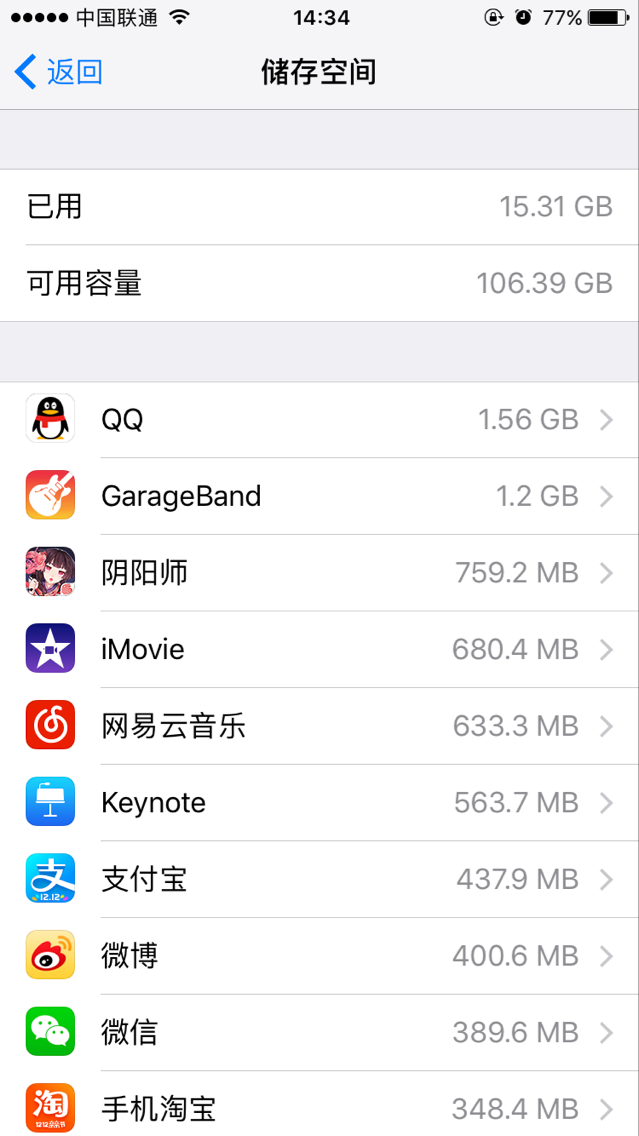 中国联通 14:34 77%
返回 储存空间
已用 15.31 GB
可用容量 106.39 GB
QQ 1.56 GB
GarageBand 1.2 GB
阴阳师 759.2 MB
iMovie 680.4 MB
网易云音乐 633.3 MB
Keynote 563.7 MB
支 12.12 支付宝 437.9 MB
微博 400.6 MB
微信 389.6 MB
淘 手机淘宝 348.4 MB